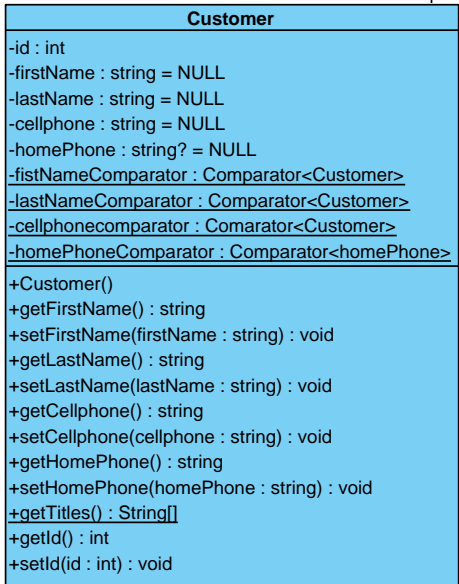 Customer
-id : int
-firstName : string = NULL
-lastName : string = NULL
-cellphone : string = NULL
-homePhone : string? = NULL
-fistNameComparator : Comparator<Customer>
-lastNameComparator : Comparator<Customer>
-cellphonecomparator : Comarator<Customer>
-homePhoneComparator : Comparator<homePhone>
+Customer()
+getFirstName() : string
+setFirstName(firstName : string) : void
+getLastName() : string
+setLastName(lastName : string) : void
+getCellphone() : string
+setCellphone(cellphone : string) : void
+getHomePhone() : string
+setHomePhone(homePhone : string) : void
+getTitles() : String[]
+getId() : int
+setId(id : int) : void